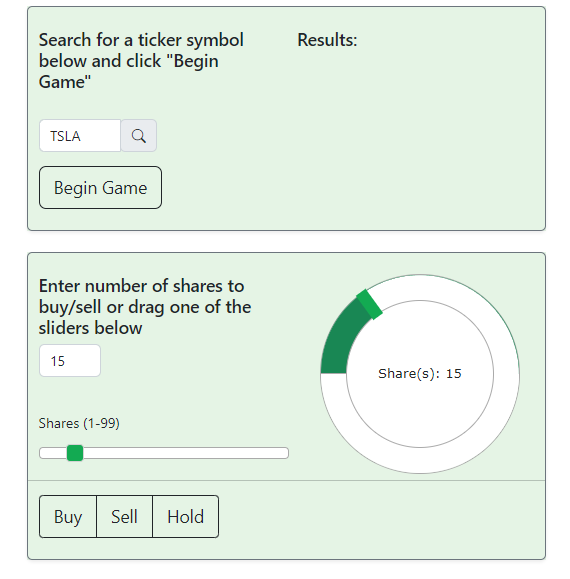 Search for a ticker symbol
below and click "Begin
Game"
Results:
TSLA
Begin Game
Enter number of shares to
buy/sell or drag one of the
sliders below
15
Share(s): 15
Shares (1-99)
Buy
Sell
Hold